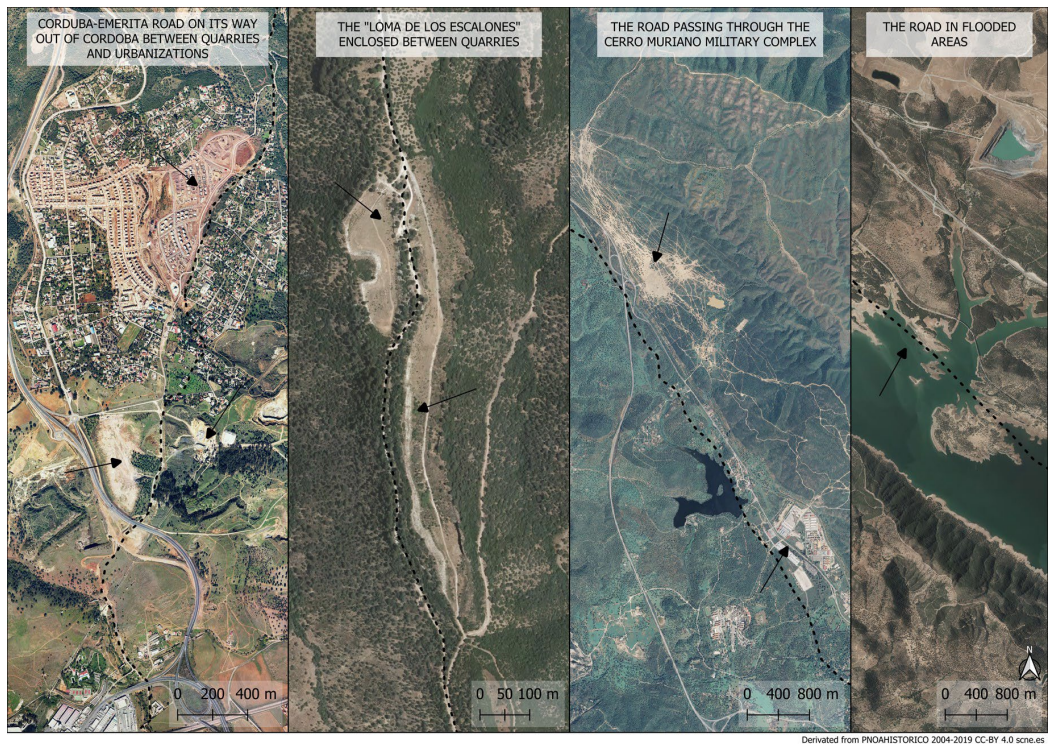 CORDUBA-EMERITA ROAD ON ITS WAY
OUT OF CORDOBA BETWEEN QUARRIES
AND URBANIZATIONS
THE "LOMA DE LOS ESCALONES"
ENCLOSED BETWEEN QUARRIES
THE ROAD PASSING THROUGH THE
CERRO MURIANO MILITARY COMPLEX
THE ROAD IN FLOODED
AREAS
0 200 400 m
0 50 100 m
0 400 800 m
N
0 400 800 m
Derived from PNOAHISTORICO 2004-2019 CC-BY 4.0 scne.es